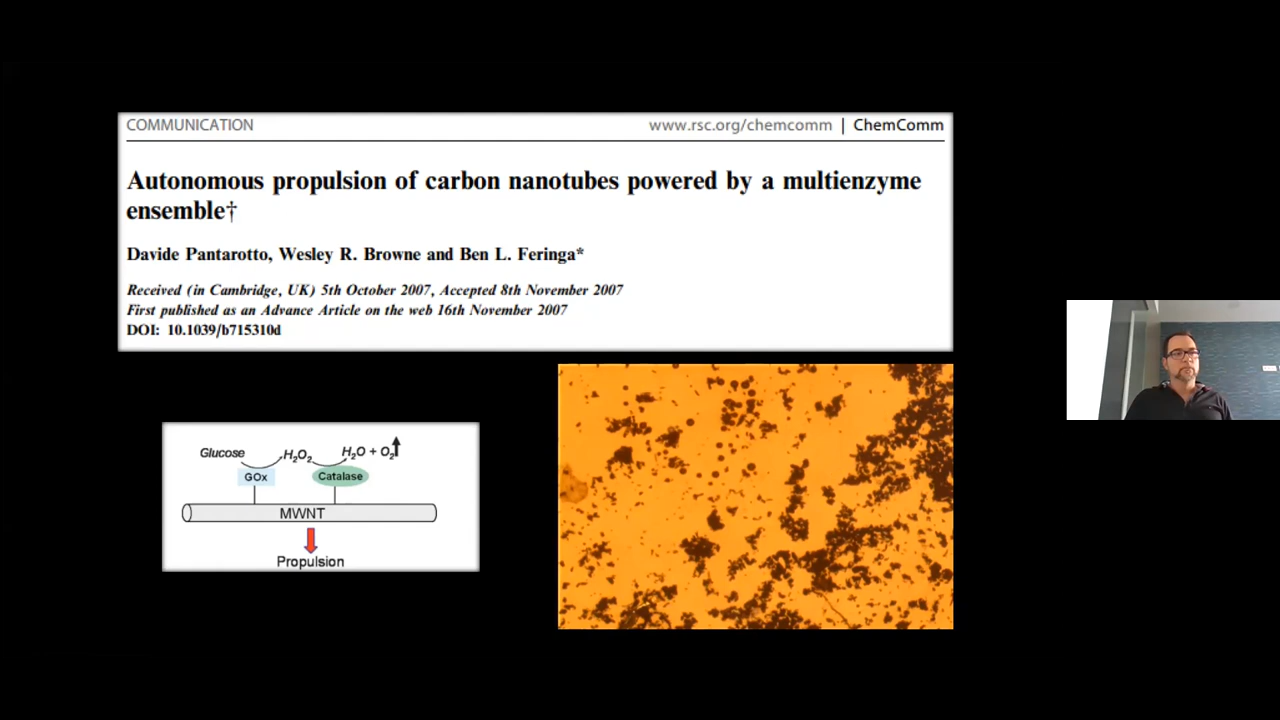 COMMUNICATION
www.rsc.org/chemcomm | ChemComm
Autonomous propulsion of carbon nanotubes powered by a multienzyme
ensemble†
Davide Pantarotto, Wesley R. Browne and Ben L. Feringa*
Received (in Cambridge, UK) 5th October 2007, Accepted 8th November 2007
First published as an Advance Article on the web 16th November 2007
DOI: 10.1039/b715310d
Glucose H₂O₂ H₂O + O₂
GOx Catalase
MWNT
Propulsion